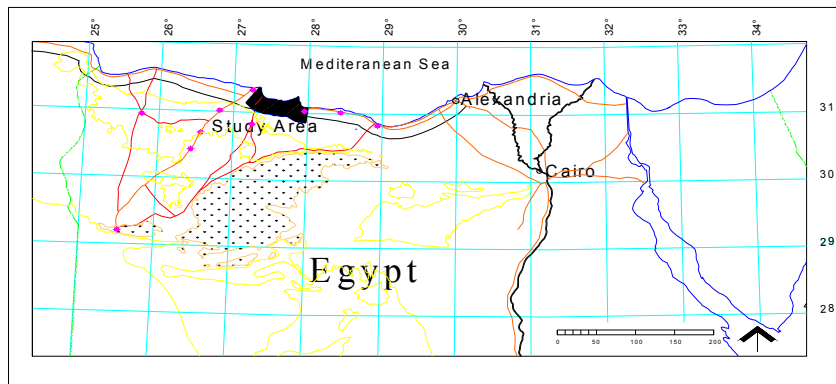 25° 26° 27° 28° 29° 30° 31° 32° 33° 34°
Mediteranean Sea
Alexandria
31
Study Area
Cairo
30
29
Egypt
28
0 50 100 150 200